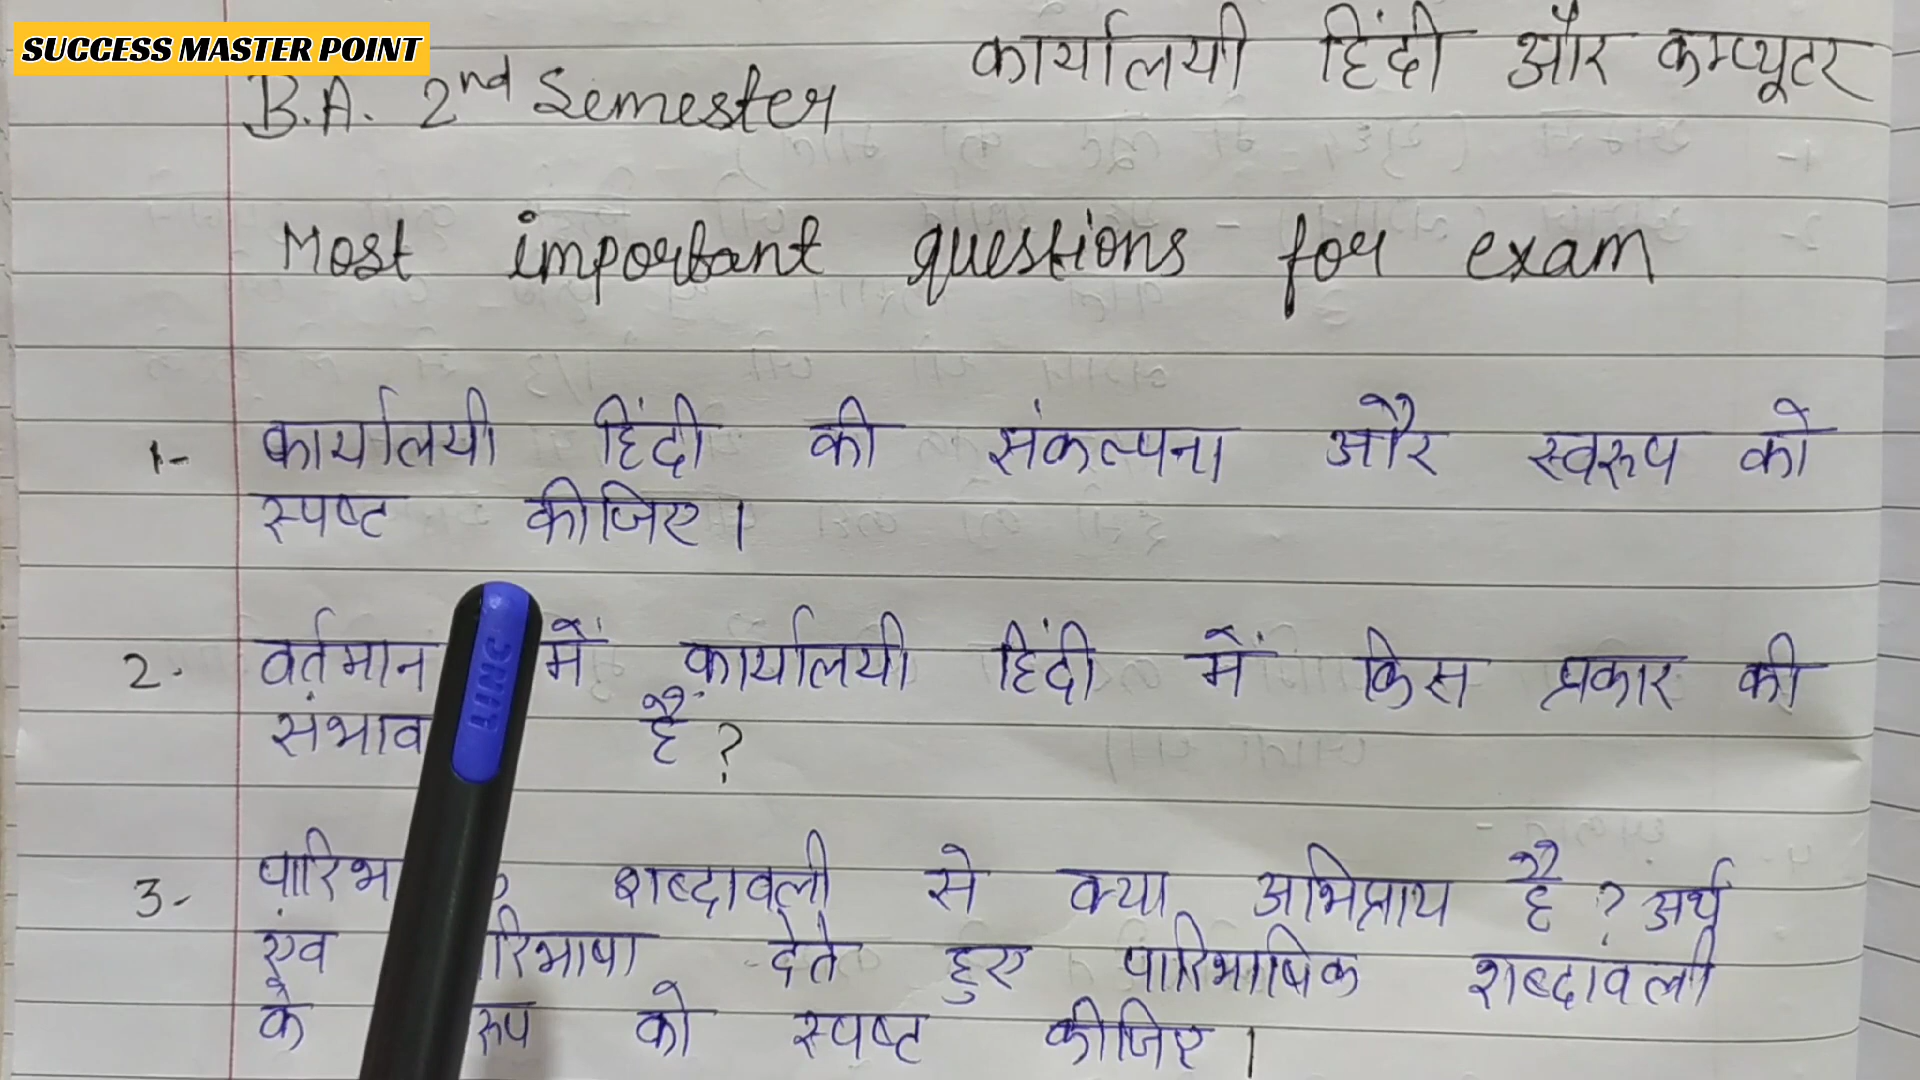 SUCCESS MASTER POINT
कार्यालयी हिंदी और कम्प्यूटर
B.A. 2nd Semester
Most important questions for exam
1- कार्यालयी हिंदी की संकल्पना और स्वरूप को
स्पष्ट कीजिए।
2. वर्तमान में कार्यालयी हिंदी में किस प्रकार की
हैं ?
3- शब्दावली से क्या अभिप्राय है ? अर्थ
एंव देते हुए पारिभाषिक शब्दावली
के को स्पष्ट कीजिए।